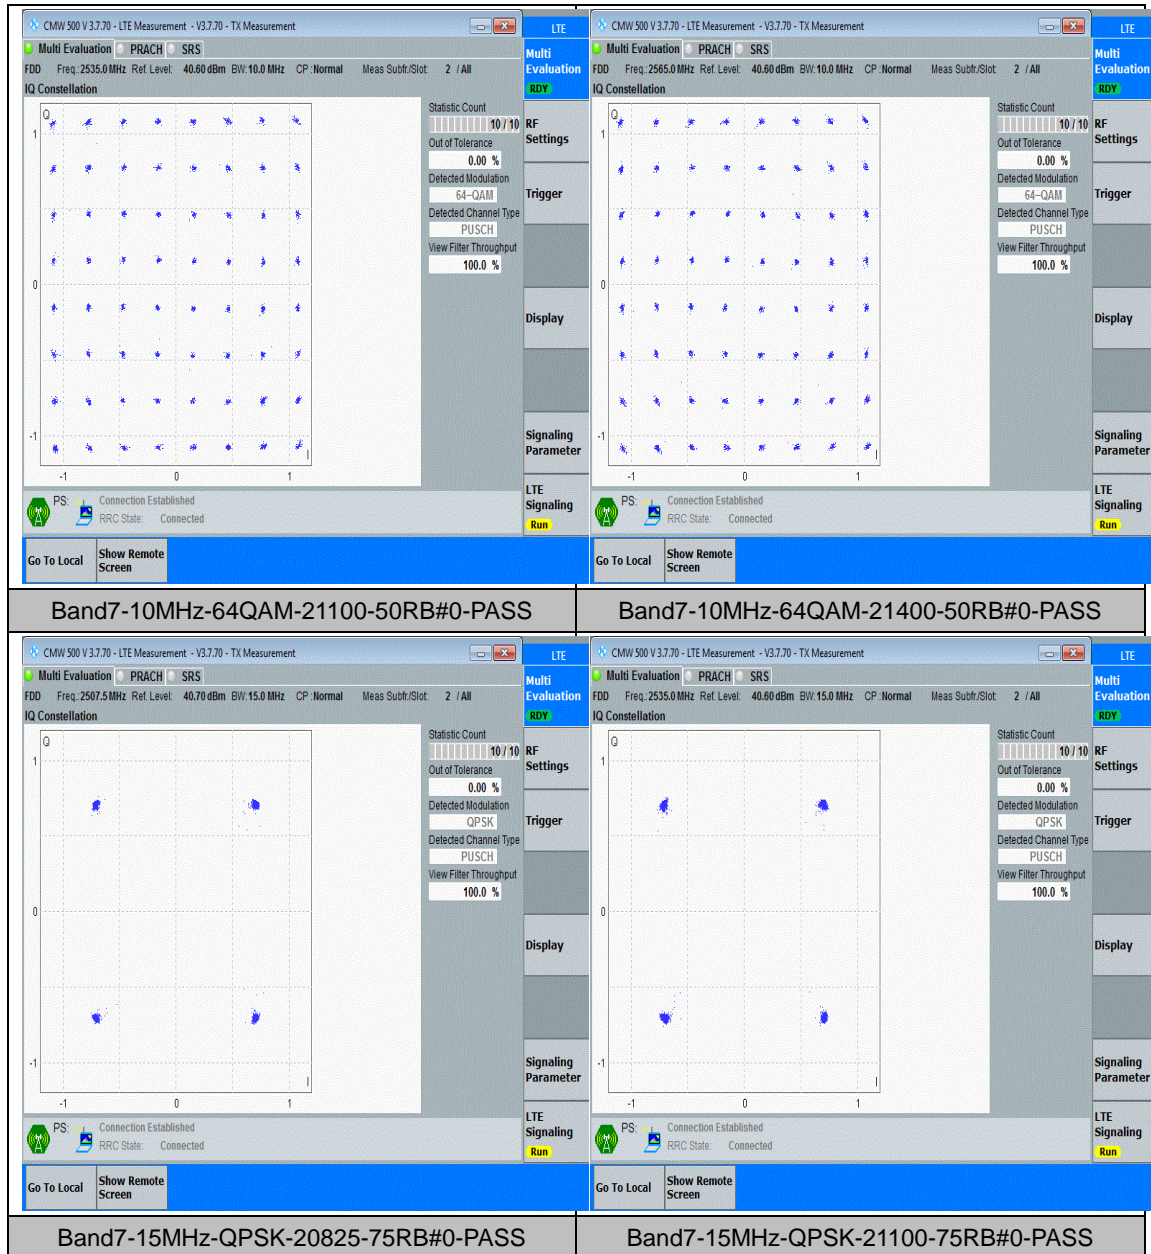 CMW 500 V 3.7.70 - LTE Measurement - V3.7.70 - TX Measurement
LTE
Multi Evaluation PRACH SRS
Multi Evaluation
RDY
FDD Freq.:2535.0 MHz Ref. Level: 40.60 dBm BW:10.0 MHz CP :Normal Meas Subfr./Slot: 2 / All
IQ Constellation
Q
1
0
-1
-1 0 1
I
Statistic Count
10 / 10
Out of Tolerance
0.00 %
Detected Modulation
64-QAM
Detected Channel Type
PUSCH
View Filter Throughput
100.0 %
RF Settings
Trigger
Display
Signaling Parameter
LTE Signaling
Run
PS: Connection Established
RRC State: Connected
Go To Local
Show Remote Screen
Band7-10MHz-64QAM-21100-50RB#0-PASS
CMW 500 V 3.7.70 - LTE Measurement - V3.7.70 - TX Measurement
LTE
Multi Evaluation PRACH SRS
Multi Evaluation
RDY
FDD Freq.:2565.0 MHz Ref. Level: 40.60 dBm BW:10.0 MHz CP :Normal Meas Subfr./Slot: 2 / All
IQ Constellation
Q
1
0
-1
-1 0 1
I
Statistic Count
10 / 10
Out of Tolerance
0.00 %
Detected Modulation
64-QAM
Detected Channel Type
PUSCH
View Filter Throughput
100.0 %
RF Settings
Trigger
Display
Signaling Parameter
LTE Signaling
Run
PS: Connection Established
RRC State: Connected
Go To Local
Show Remote Screen
Band7-10MHz-64QAM-21400-50RB#0-PASS
CMW 500 V 3.7.70 - LTE Measurement - V3.7.70 - TX Measurement
LTE
Multi Evaluation PRACH SRS
Multi Evaluation
RDY
FDD Freq.:2507.5 MHz Ref. Level: 40.70 dBm BW:15.0 MHz CP :Normal Meas Subfr./Slot: 2 / All
IQ Constellation
Q
1
0
-1
-1 0 1
I
Statistic Count
10 / 10
Out of Tolerance
0.00 %
Detected Modulation
QPSK
Detected Channel Type
PUSCH
View Filter Throughput
100.0 %
RF Settings
Trigger
Display
Signaling Parameter
LTE Signaling
Run
PS: Connection Established
RRC State: Connected
Go To Local
Show Remote Screen
Band7-15MHz-QPSK-20825-75RB#0-PASS
CMW 500 V 3.7.70 - LTE Measurement - V3.7.70 - TX Measurement
LTE
Multi Evaluation PRACH SRS
Multi Evaluation
RDY
FDD Freq.:2535.0 MHz Ref. Level: 40.60 dBm BW:15.0 MHz CP :Normal Meas Subfr./Slot: 2 / All
IQ Constellation
Q
1
0
-1
-1 0 1
I
Statistic Count
10 / 10
Out of Tolerance
0.00 %
Detected Modulation
QPSK
Detected Channel Type
PUSCH
View Filter Throughput
100.0 %
RF Settings
Trigger
Display
Signaling Parameter
LTE Signaling
Run
PS: Connection Established
RRC State: Connected
Go To Local
Show Remote Screen
Band7-15MHz-QPSK-21100-75RB#0-PASS